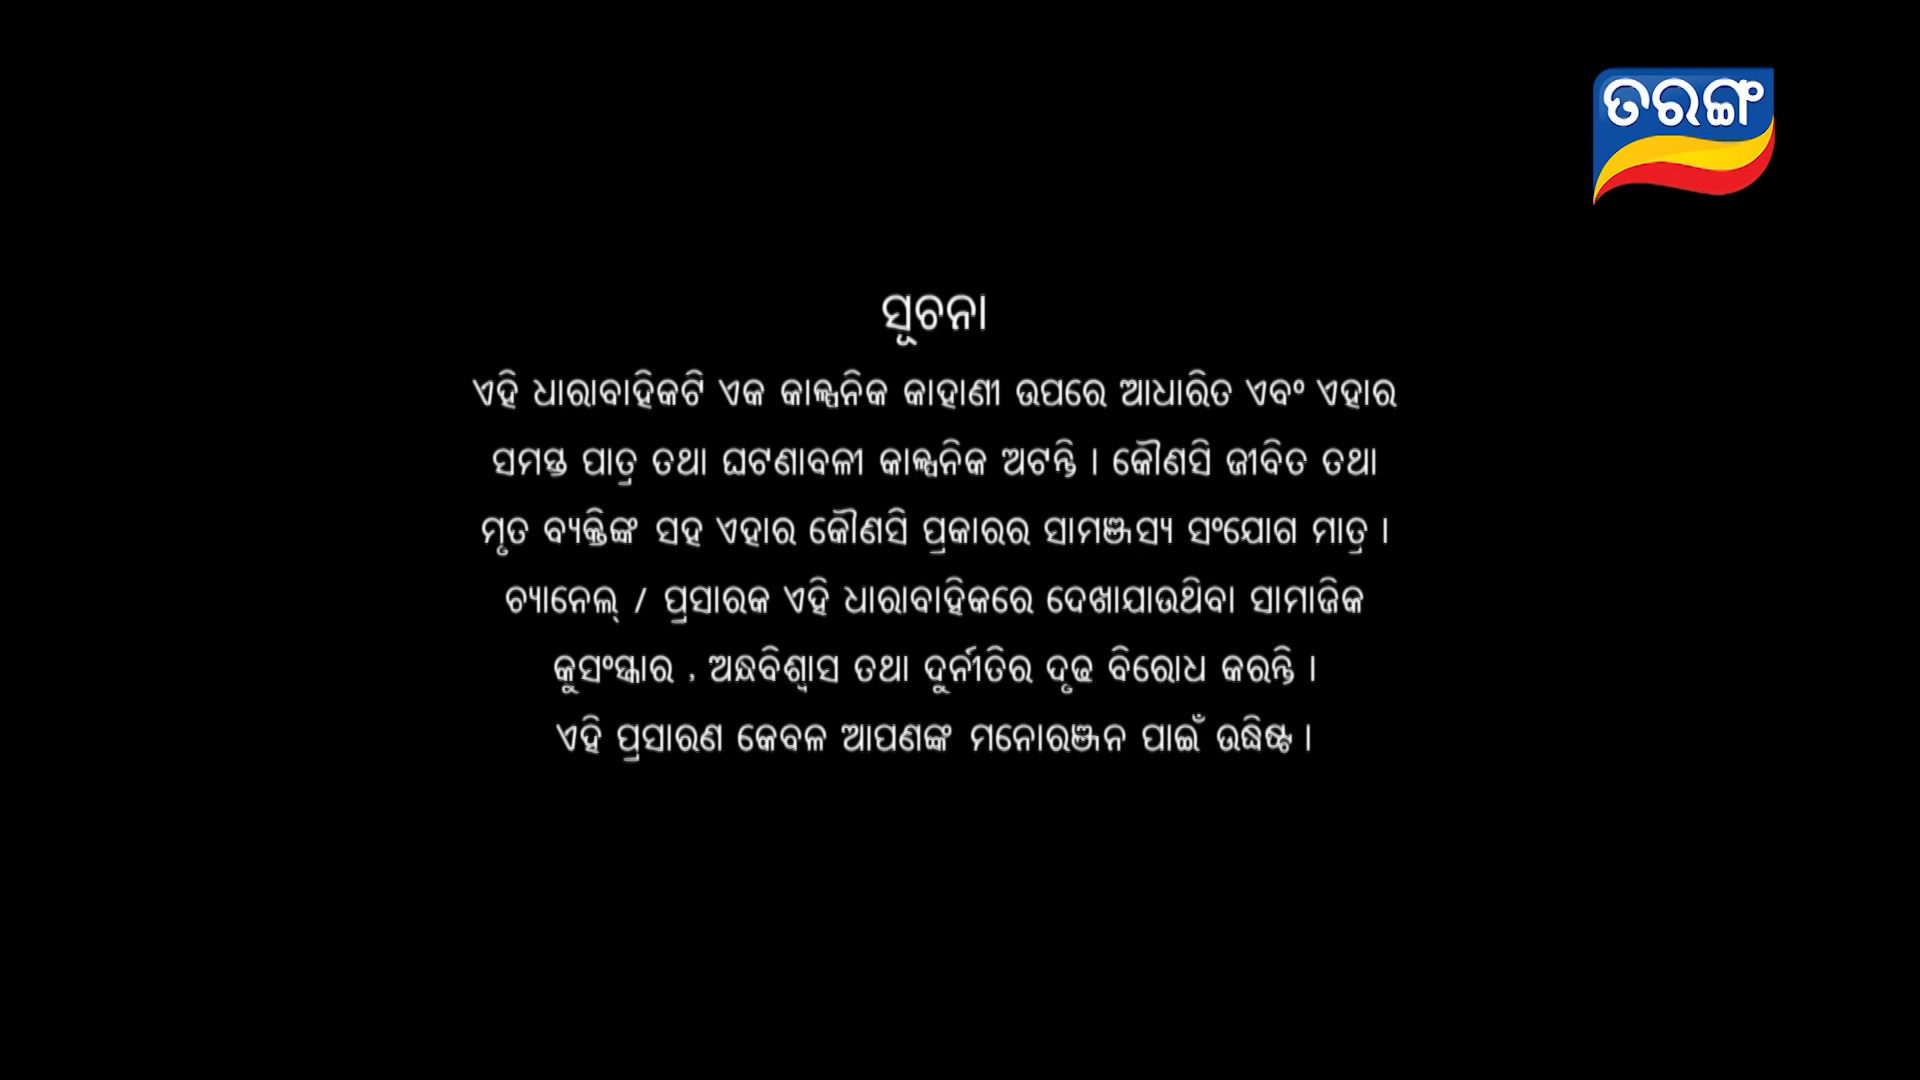 ତରଙ୍ଗ
ସୂଚନା
ଏହି ଧାରାବାହିକଟି ଏକ କାଳ୍ପନିକ କାହାଣୀ ଉପରେ ଆଧାରିତ ଏବଂ ଏହାର
ସମସ୍ତ ପାତ୍ର ତଥା ଘଟଣାବଳୀ କାଳ୍ପନିକ ଅଟନ୍ତି । କୌଣସି ଜୀବିତ ତଥା
ମୃତ ବ୍ୟକ୍ତିଙ୍କ ସହ ଏହାର କୌଣସି ପ୍ରକାରର ସାମଞ୍ଜସ୍ୟ ସଂଯୋଗ ମାତ୍ର ।
ଚ୍ୟାନେଲ୍ / ପ୍ରସାରକ ଏହି ଧାରାବାହିକରେ ଦେଖାଯାଉଥିବା ସାମାଜିକ
କୁସଂସ୍କାର , ଅନ୍ଧବିଶ୍ୱାସ ତଥା ଦୁର୍ନୀତିର ଦୃଢ ବିରୋଧ କରନ୍ତି ।
ଏହି ପ୍ରସାରଣ କେବଳ ଆପଣଙ୍କ ମନୋରଞ୍ଜନ ପାଇଁ ଉଦ୍ଧିଷ୍ଟ ।